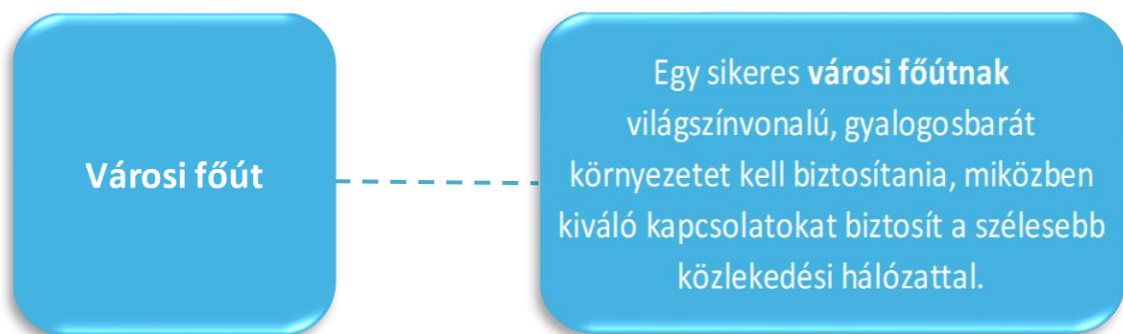 Városi főút
Egy sikeres városi főútnak
világszínvonalú, gyalogosbarát
környezetet kell biztosítania, miközben
kiváló kapcsolatokat biztosít a szélesebb
közlekedési hálózattal.